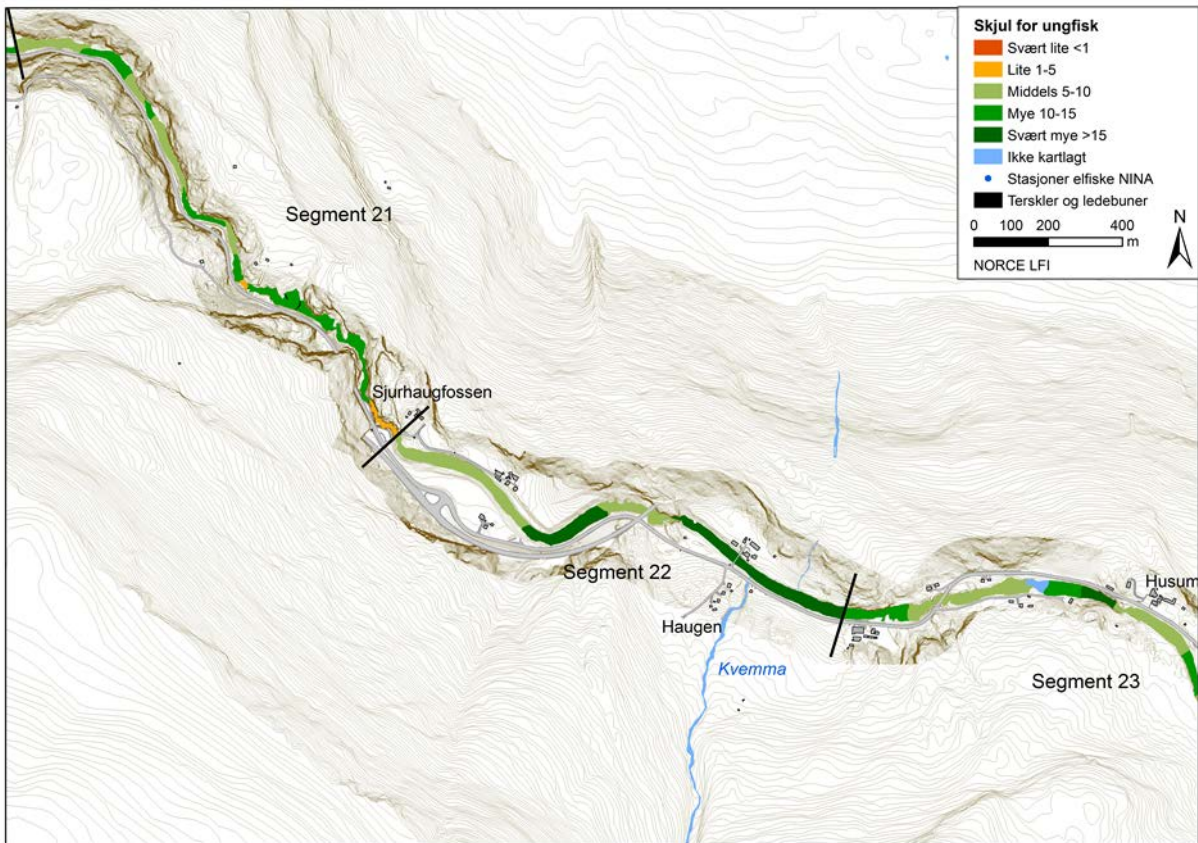 Skjul for ungfisk
Svært lite <1
Lite 1-5
Middels 5-10
Mye 10-15
Svært mye >15
Ikke kartlagt
Stasjoner elfiske NINA
Terskler og ledebuner
0 100 200 400
m
N
NORCE LFI
Segment 21
Sjurhaugfossen
Segment 22
Husum
Haugen
Kvemma
Segment 23